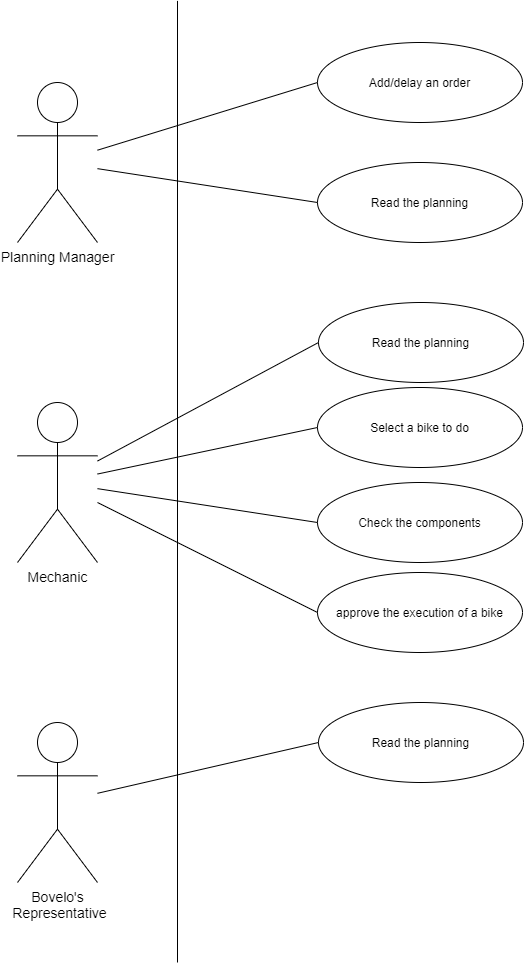 Add/delay an order
Read the planning
Planning Manager
Read the planning
Select a bike to do
Check the components
Mechanic
approve the execution of a bike
Read the planning
Bovelo's
Representative